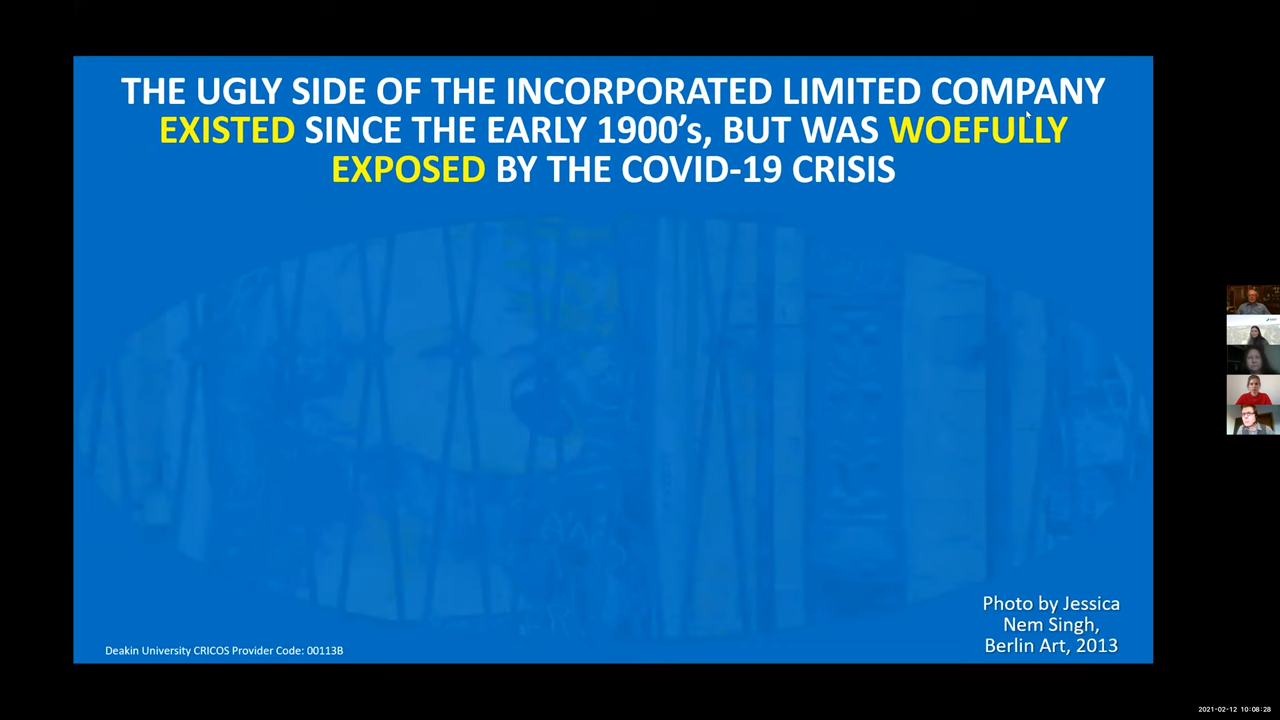 THE UGLY SIDE OF THE INCORPORATED LIMITED COMPANY
EXISTED SINCE THE EARLY 1900’s, BUT WAS WOEFULLY
EXPOSED BY THE COVID-19 CRISIS
Photo by Jessica
Nem Singh,
Berlin Art, 2013
Deakin University CRICOS Provider Code: 00113B
2021-02-12 10:08:28